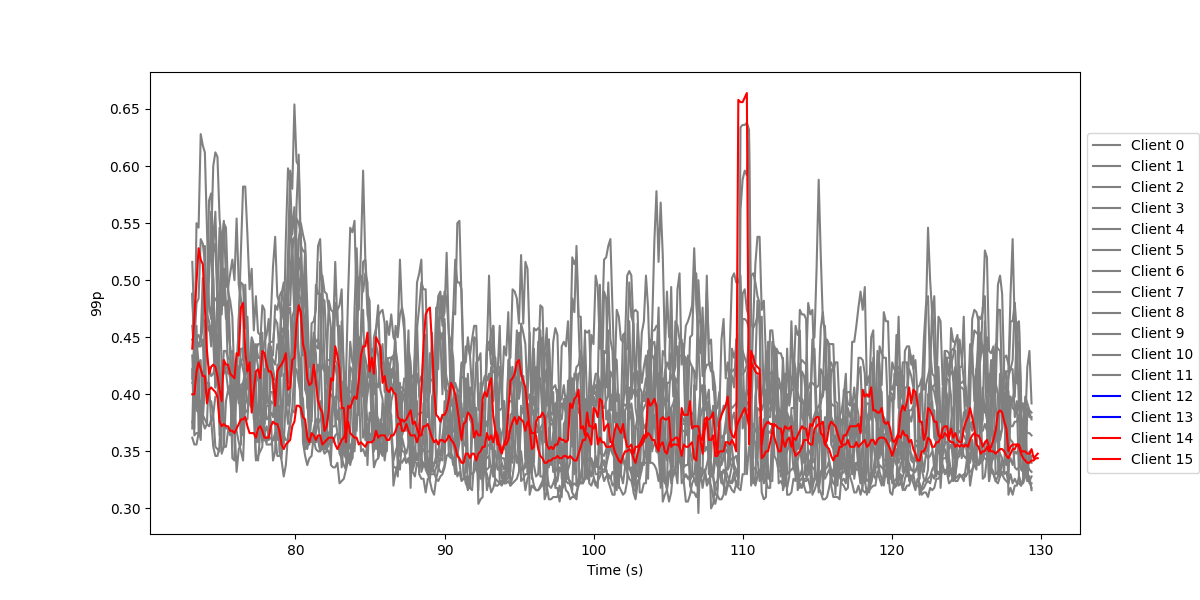 0.65
0.60
0.55
0.50
0.45
0.40
0.35
0.30
99p
80 90 100 110 120 130
Time (s)
Client 0
Client 1
Client 2
Client 3
Client 4
Client 5
Client 6
Client 7
Client 8
Client 9
Client 10
Client 11
Client 12
Client 13
Client 14
Client 15